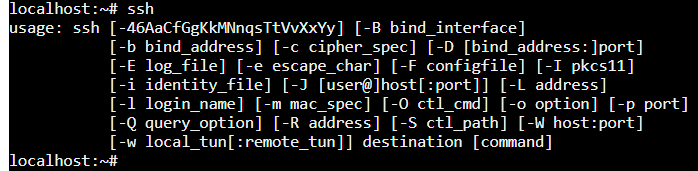 localhost:~# ssh
usage: ssh [-46AaCfGgKkMNnqsTtVvXxYy] [-B bind_interface]
           [-b bind_address] [-c cipher_spec] [-D [bind_address:]port]
           [-E log_file] [-e escape_char] [-F configfile] [-I pkcs11]
           [-i identity_file] [-J [user@]host[:port]] [-L address]
           [-l login_name] [-m mac_spec] [-O ctl_cmd] [-o option] [-p port]
           [-Q query_option] [-R address] [-S ctl_path] [-W host:port]
           [-w local_tun[:remote_tun]] destination [command]
localhost:~#